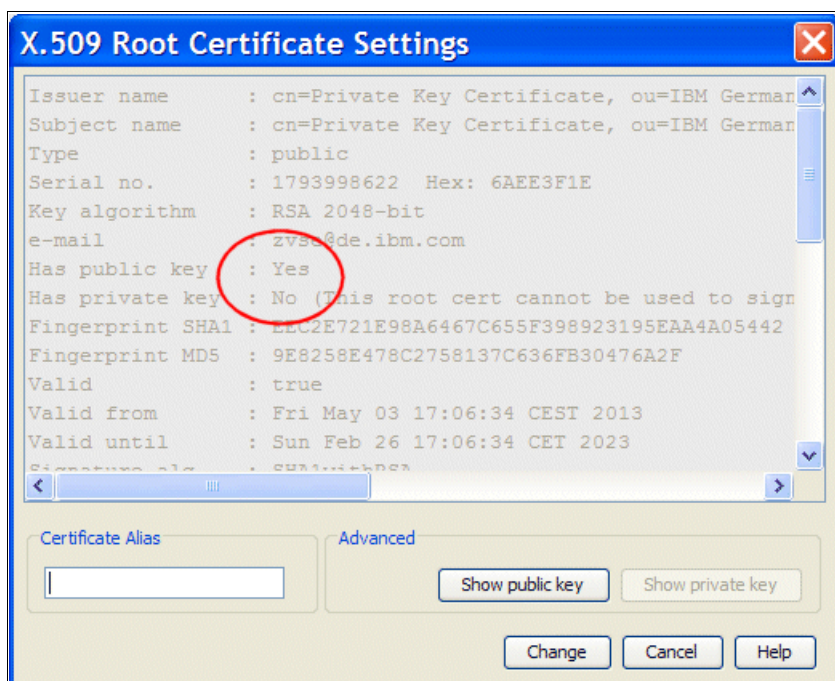 X.509 Root Certificate Settings
Issuer name : cn=Private Key Certificate, ou=IBM German
Subject name : cn=Private Key Certificate, ou=IBM German
Type : public
Serial no. : 1793998622 Hex: 6AEE3F1E
Key algorithm : RSA 2048-bit
e-mail : zvse@de.ibm.com
Has public key : Yes
Has private key : No (This root cert cannot be used to sign
Fingerprint SHA1 : EEC2E721E98A6467C655F398923195EAA4A05442
Fingerprint MD5 : 9E8258E478C2758137C636FB30476A2F
Valid : true
Valid from : Fri May 03 17:06:34 CEST 2013
Valid until : Sun Feb 26 17:06:34 CET 2023
Signature alg. : SHA1withRSA
Certificate Alias
Advanced
Show public key
Show private key
Change
Cancel
Help